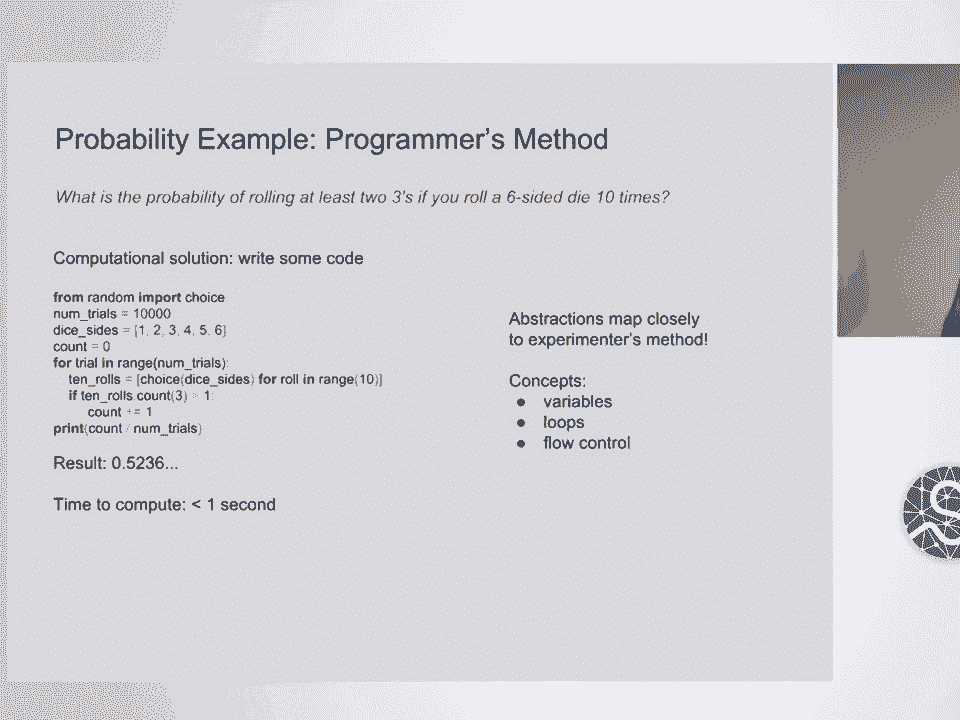 Probability Example: Programmer's Method
What is the probability of rolling at least two 3's if you roll a 6-sided die 10 times?
Computational solution: write some code
from random import choice
num_trials = 10000
dice_sides = [1, 2, 3, 4, 5, 6]
count = 0
for trial in range(num_trials):
ten_rolls = [choice(dice_sides) for roll in range(10)]
if ten_rolls.count(3) > 1:
count += 1
print(count / num_trials)
Result: 0.5236...
Time to compute: < 1 second
Abstractions map closely
to experimenter's method!
Concepts:
● variables
● loops
● flow control